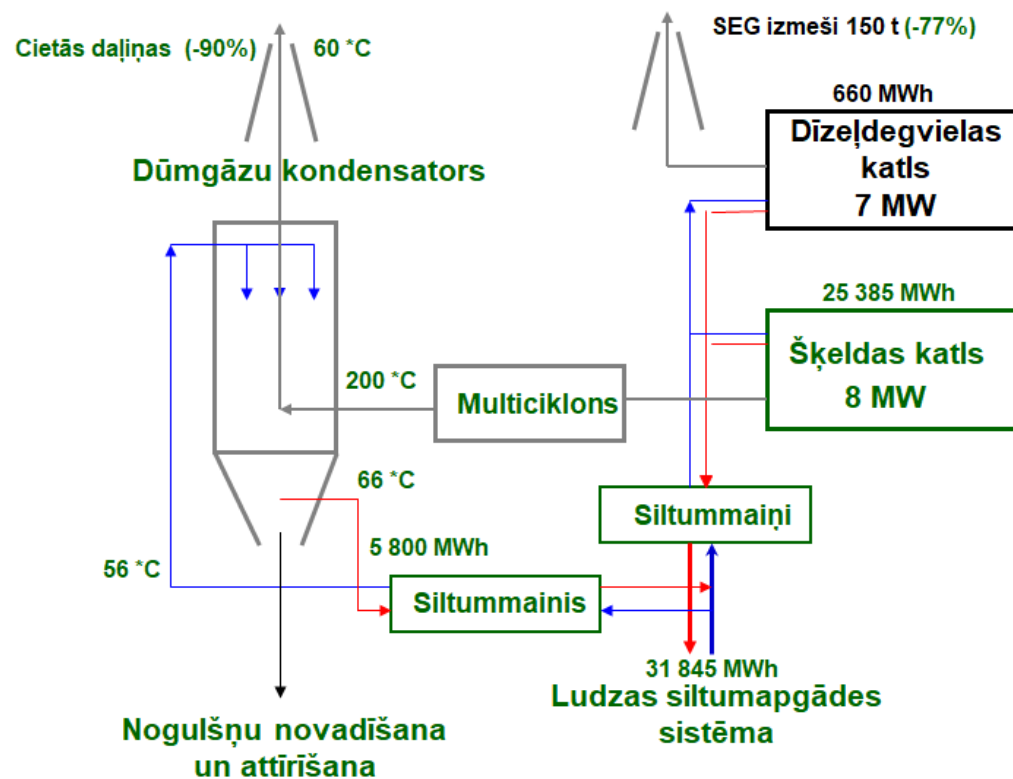 Cietās daļiņas (-90%)
60 °C
SEG izmeši 150 t (-77%)
660 MWh
Dīzeļdegvielas
katls
7 MW
Dūmgāzu kondensators
25 385 MWh
Šķeldas katls
8 MW
200 °C
Multiciklons
66 °C
Siltummaiņi
5 800 MWh
56 °C
Siltummainis
31 845 MWh
Ludzas siltumapgādes
sistēma
Nogulšņu novadīšana
un attīrīšana